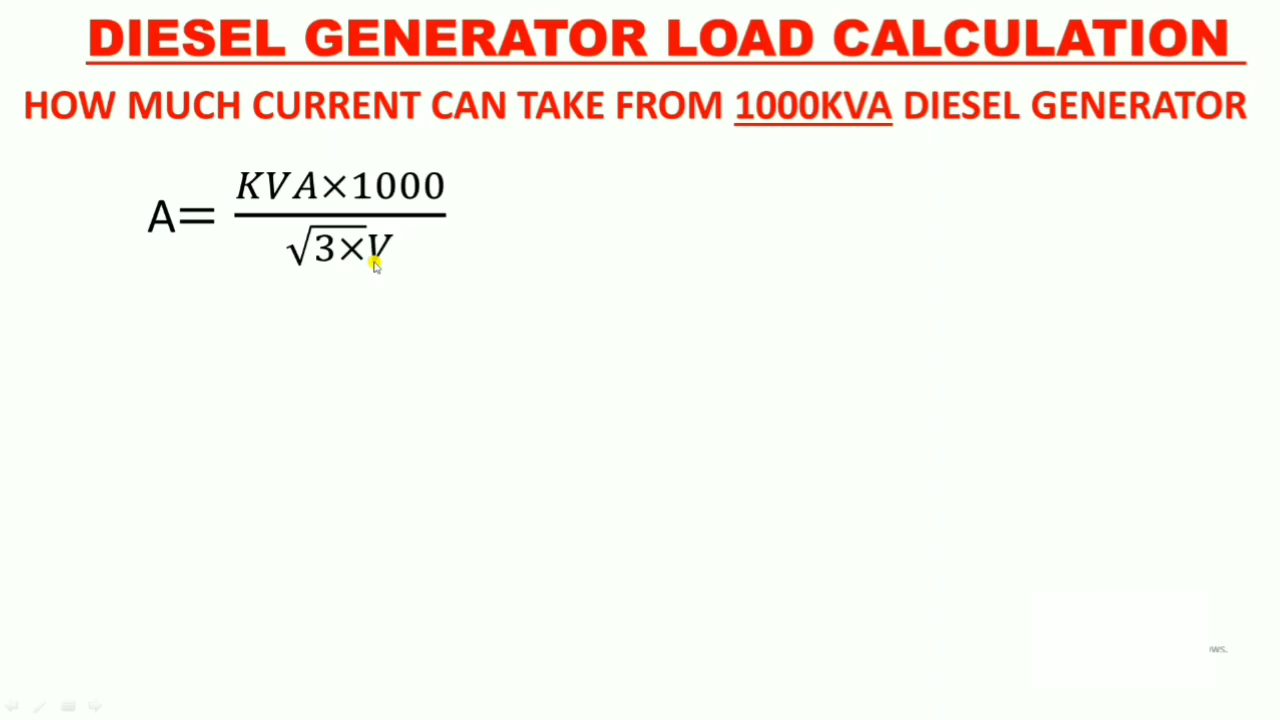 DIESEL GENERATOR LOAD CALCULATION
HOW MUCH CURRENT CAN TAKE FROM 1000KVA DIESEL GENERATOR
A= KVA×1000
√3×V